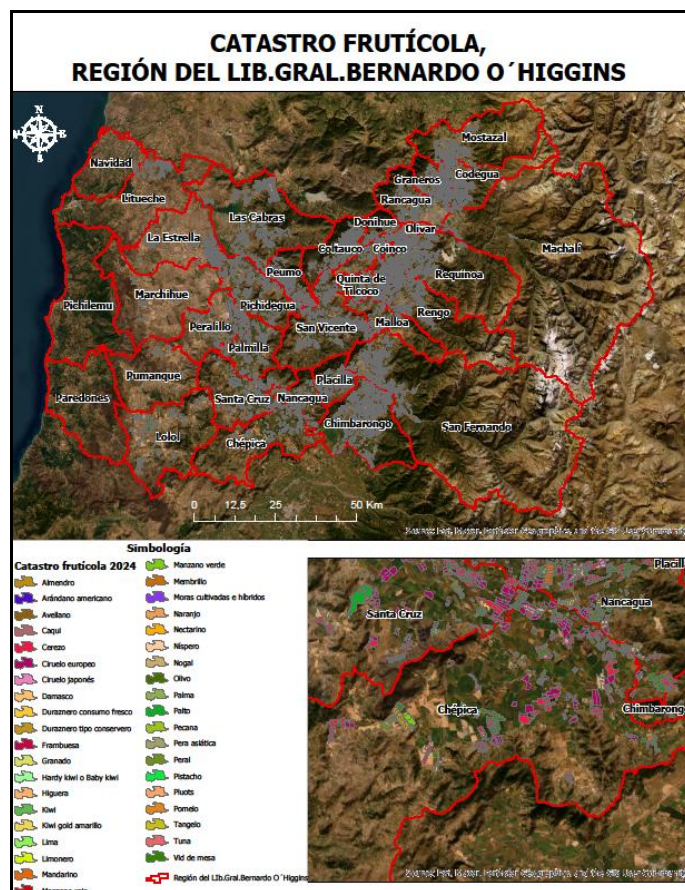 CATASTRO FRUTÍCOLA,
REGIÓN DEL LIB.GRAL.BERNARDO O´HIGGINS
N
E
S
Mostazal
Navidad
Codegua
Graneros
Litueche
Rancagua
Las Cabras
Doñihue
Olivar
La Estrella
Coltauco
Coinco
Machalí
Peumo
Requinoa
Quinta de
Tilcoco
Marchihue
Pichilemu
Pichidegua
Rengo
Peralillo
San Vicente
Malloa
Palmilla
Pumanque
Placilla
Paredones
Santa Cruz
Nancagua
Chimbarongo
San Fernando
Lolol
Chépica
0 12,5 25 50 Km
Simbología
Catastro frutícola 2024
Almendro
Arándano americano
Avellano
Caqui
Cerezo
Ciruelo europeo
Ciruelo japonés
Damasco
Duraznero consumo fresco
Duraznero tipo conservero
Frambuesa
Granado
Hardy kiwi o Baby kiwi
Higuera
Kiwi
Kiwi gold amarillo
Lima
Limonero
Mandarino
Manzano verde
Membrillo
Moras cultivadas e híbridos
Naranjo
Nectarino
Níspero
Nogal
Olivo
Palma
Palto
Pecana
Pera asiática
Peral
Pistacho
Pluots
Pomelo
Tangelo
Tuna
Vid de mesa
Región del LIb.Gral.Bernardo O´Higgins
Placill
Santa Cruz
Nancagua
Chépica
Chimbarongo